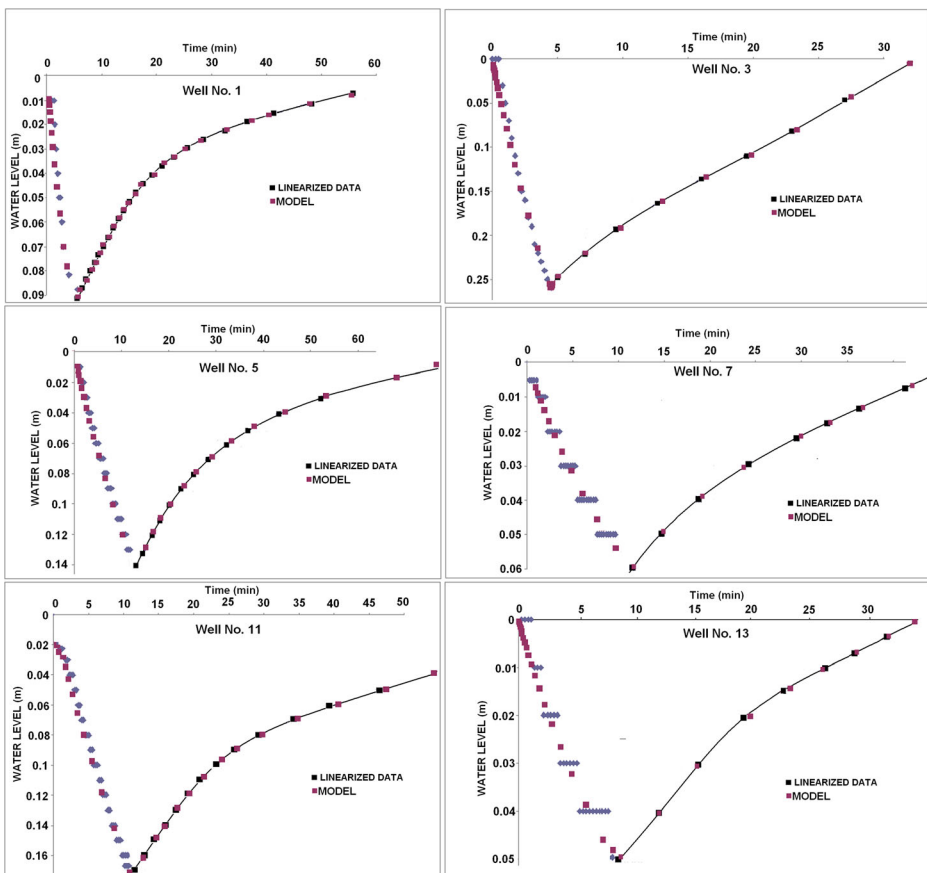 Time (min)
0 10 20 30 40 50 60
Well No. 1
WATER LEVEL (m)
0
0.01
0.02
0.03
0.04
0.05
0.06
0.07
0.08
0.09
LINEARIZED DATA
MODEL
Time (min)
0 5 10 15 20 25 30
Well No. 3
WATER LEVEL (m)
0
0.05
0.1
0.15
0.2
0.25
LINEARIZED DATA
MODEL
Time (min)
0 10 20 30 40 50 60
Well No. 5
WATER LEVEL (m)
0
0.02
0.04
0.06
0.08
0.1
0.12
0.14
LINEARIZED DATA
MODEL
Time (min)
0 5 10 15 20 25 30 35
Well No. 7
WATER LEVEL (m)
0
0.01
0.02
0.03
0.04
0.05
0.06
LINEARIZED DATA
MODEL
Time (min)
0 5 10 15 20 25 30 35 40 45 50
Well No. 11
WATER LEVEL (m)
0
0.02
0.04
0.06
0.08
0.1
0.12
0.14
0.16
LINEARIZED DATA
MODEL
Time (min)
0 5 10 15 20 25 30
Well No. 13
WATER LEVEL (m)
0
0.01
0.02
0.03
0.04
0.05
LINEARIZED DATA
MODEL